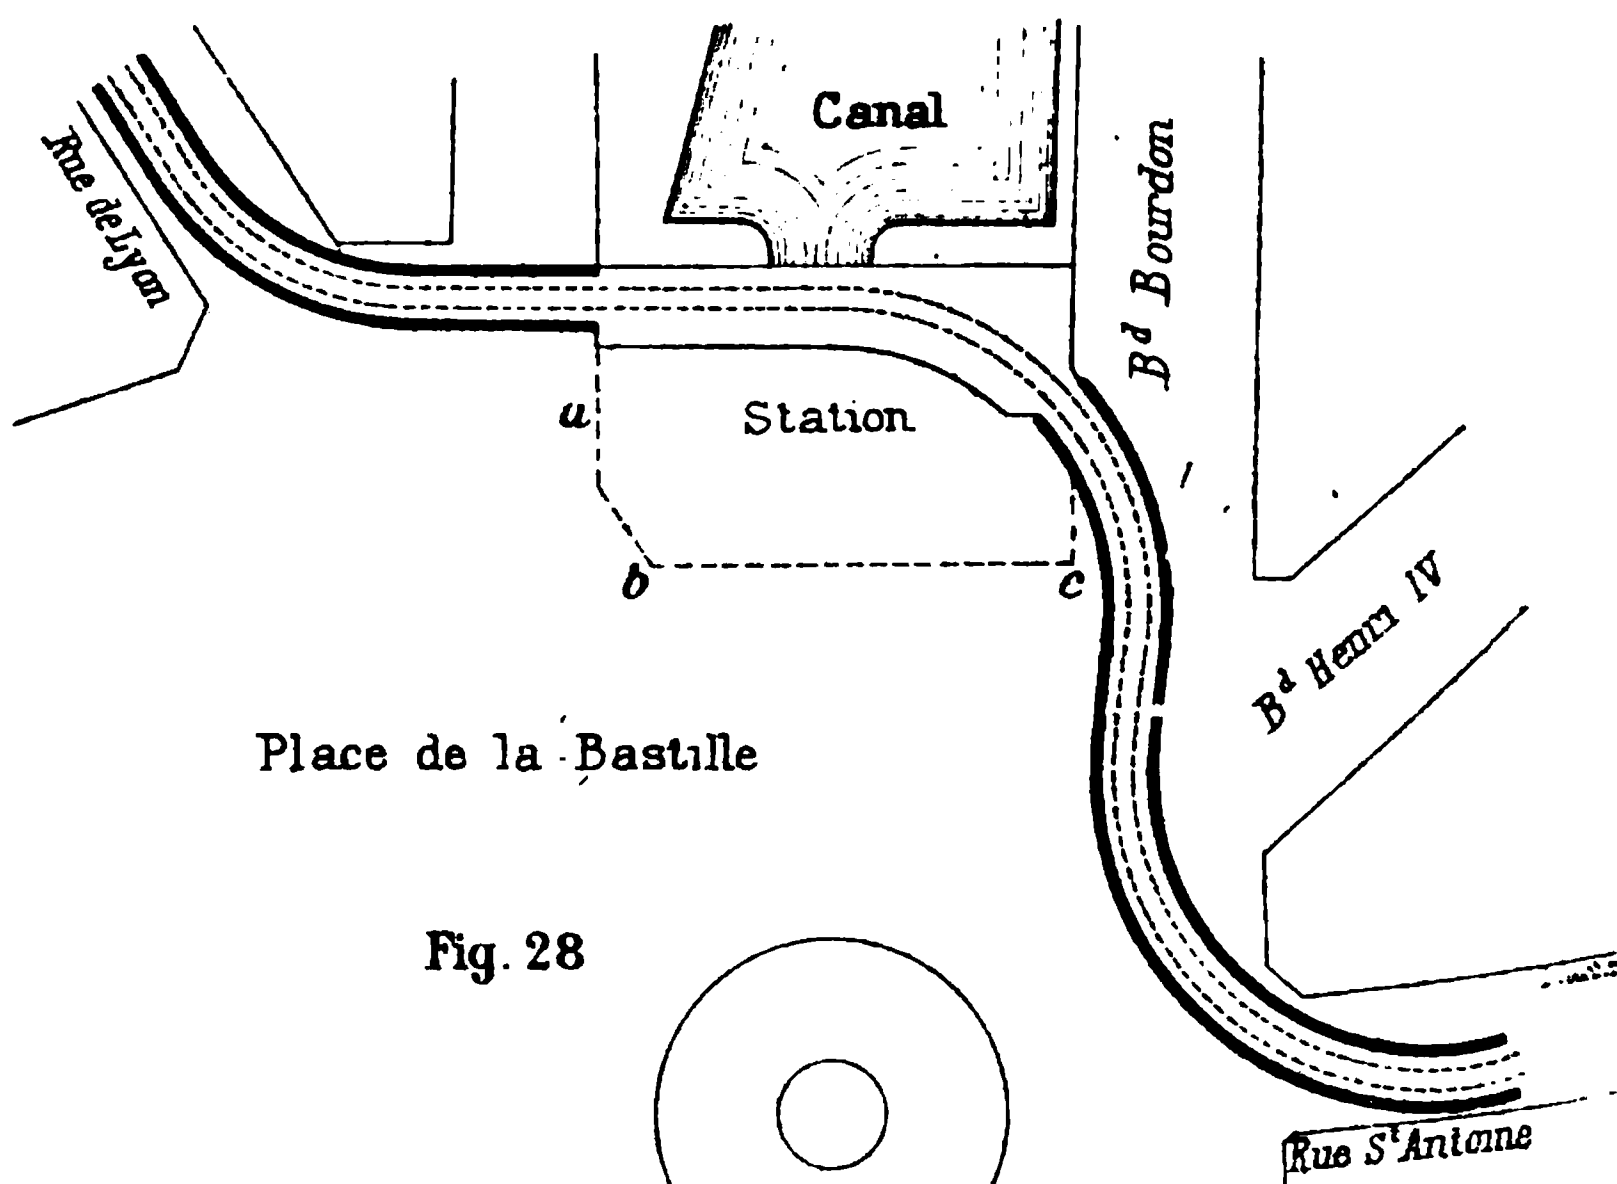 Canal
Rue de Lyon
Bd Bourdon
a
Station
b
c
Bd Henri IV
Place de la Bastille
Fig. 28
Rue St Antoine